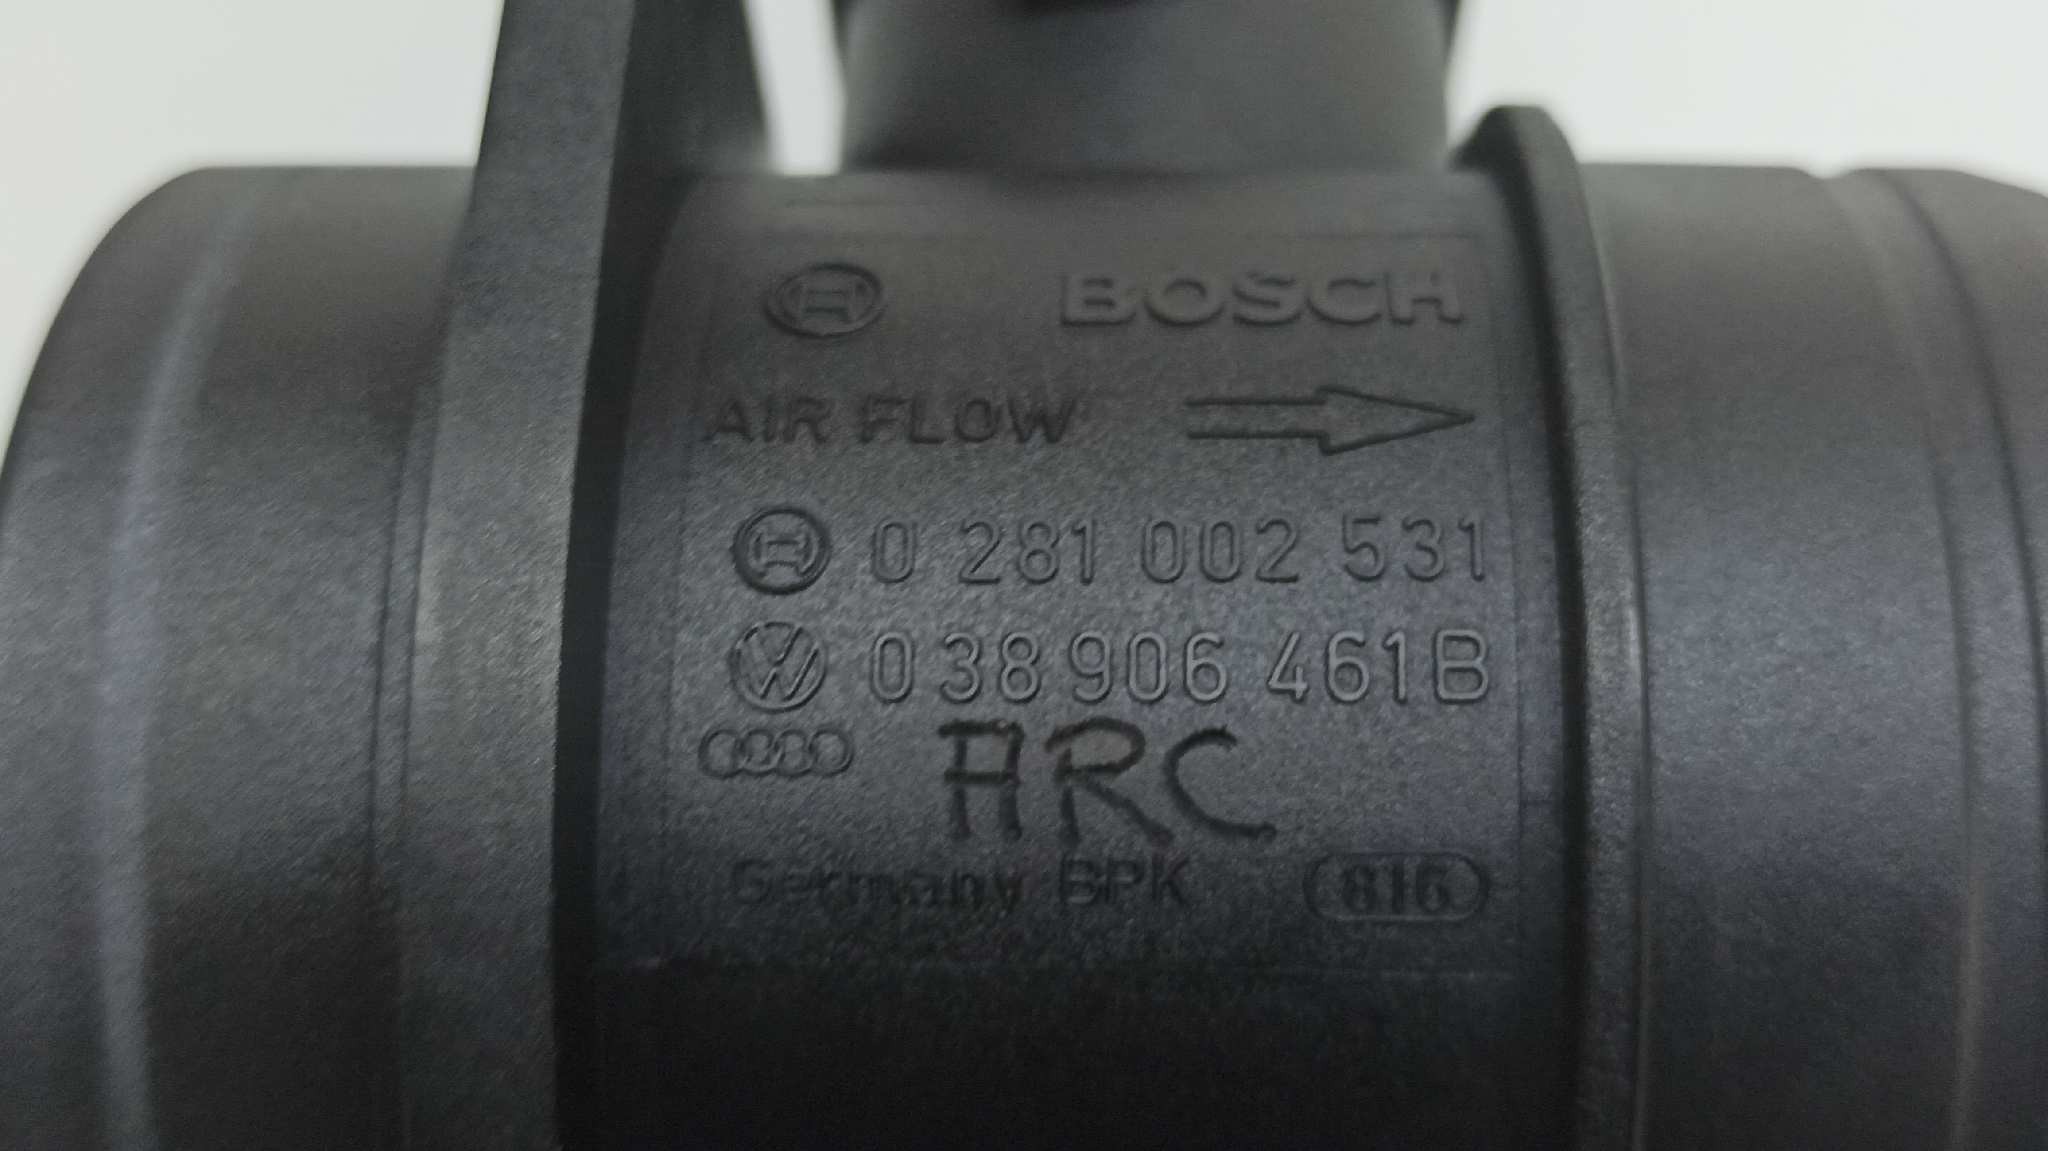 BOSCH
AIR FLOW
0 281 002 531
038 906 461B
ARC
Germany BPK 816